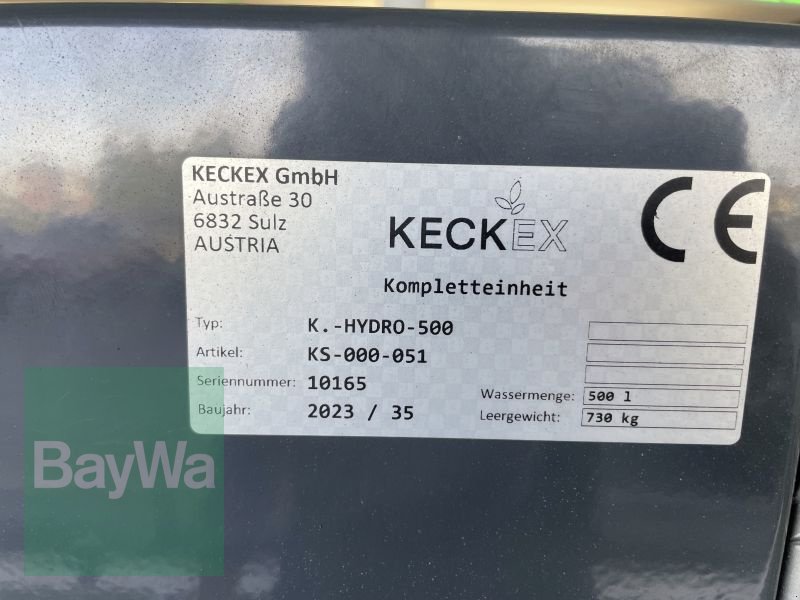 KECKEX GmbH
Austraße 30
6832 Sulz
AUSTRIA
KECKEX
CE
Kompletteinheit
Typ: K.-HYDRO-500
Artikel: KS-000-051
Seriennummer: 10165
Baujahr: 2023 / 35
Wassermenge: 500 l
Leergewicht: 730 kg
BayWa